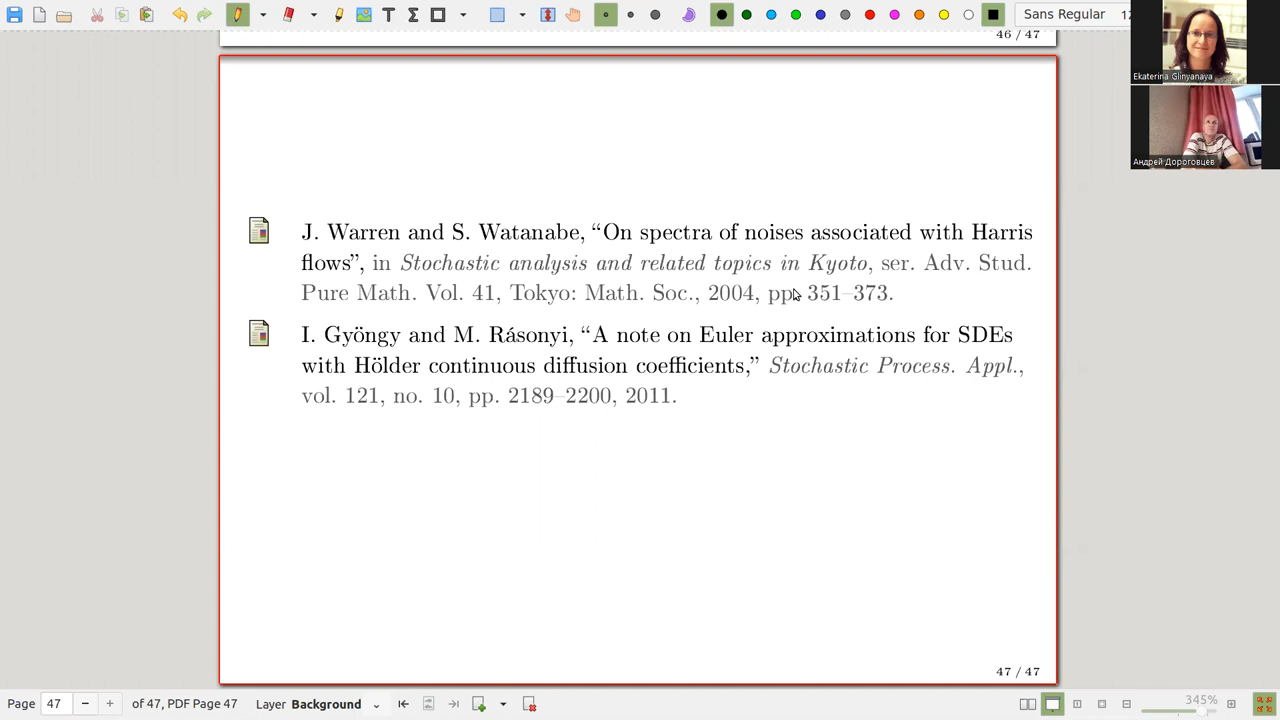 Sans Regular
12
46 / 47
Ekaterina Glinyanaya
Андрей Дороговцев
J. Warren and S. Watanabe, “On spectra of noises associated with Harris
flows”, in Stochastic analysis and related topics in Kyoto, ser. Adv. Stud.
Pure Math. Vol. 41, Tokyo: Math. Soc., 2004, pp. 351–373.
I. Gyöngy and M. Rásonyi, “A note on Euler approximations for SDEs
with Hölder continuous diffusion coefficients,” Stochastic Process. Appl.,
vol. 121, no. 10, pp. 2189–2200, 2011.
47 / 47
Page 47 of 47, PDF Page 47 Layer Background 345%